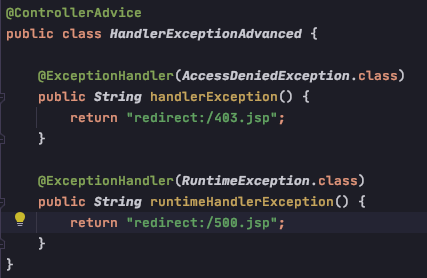 @ControllerAdvice
public class HandlerExceptionAdvanced {
@ExceptionHandler(AccessDeniedException.class)
public String handlerException() {
return "redirect:/403.jsp";
}
@ExceptionHandler(RuntimeException.class)
public String runtimeHandlerException() {
return "redirect:/500.jsp";
}
}